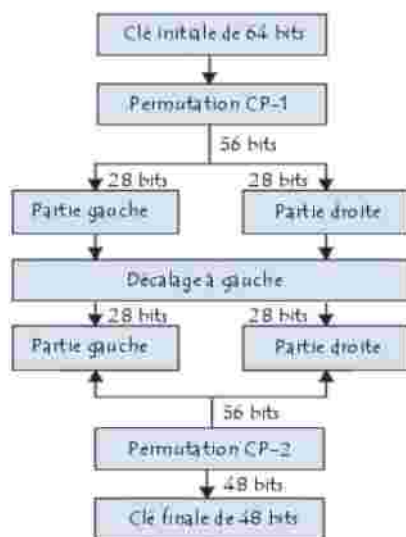 Clé initiale de 64 bits
Permutation CP-1
56 bits
28 bits 28 bits
Partie gauche Partie droite
Décalage à gauche
28 bits 28 bits
Partie gauche Partie droite
56 bits
Permutation CP-2
48 bits
Clé finale de 48 bits